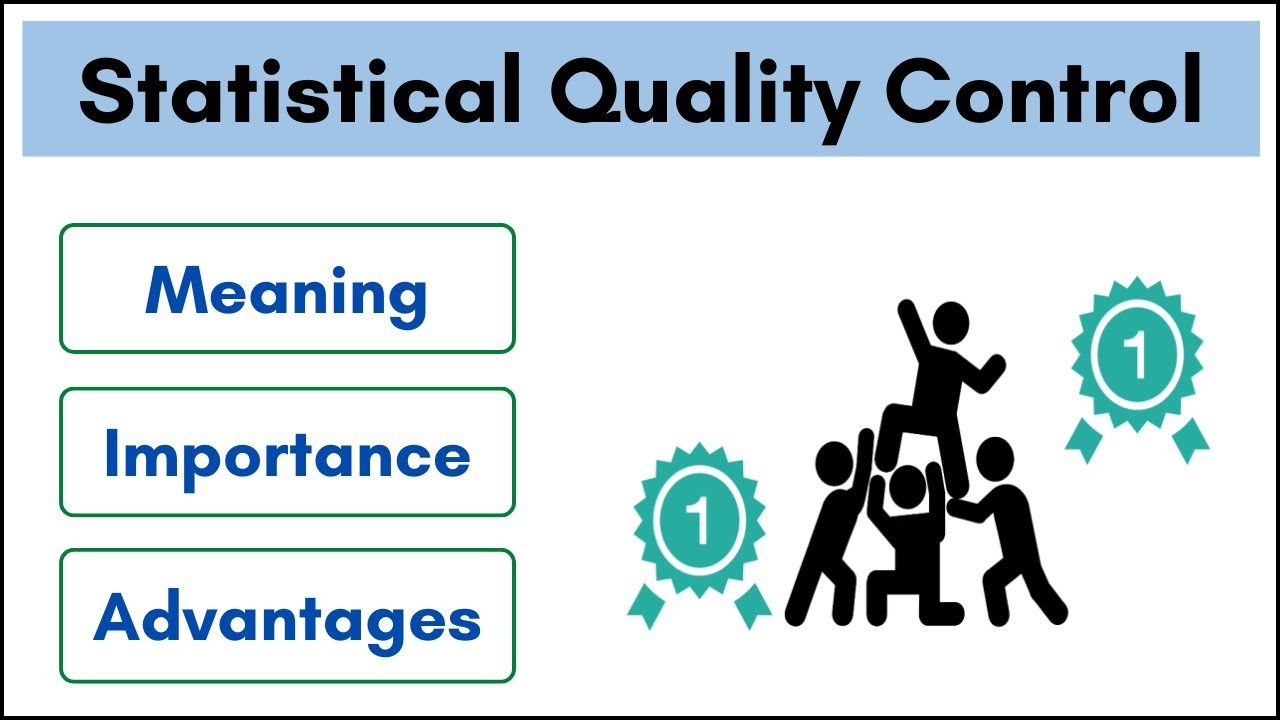 Statistical Quality Control
Meaning
Importance
Advantages
1
1